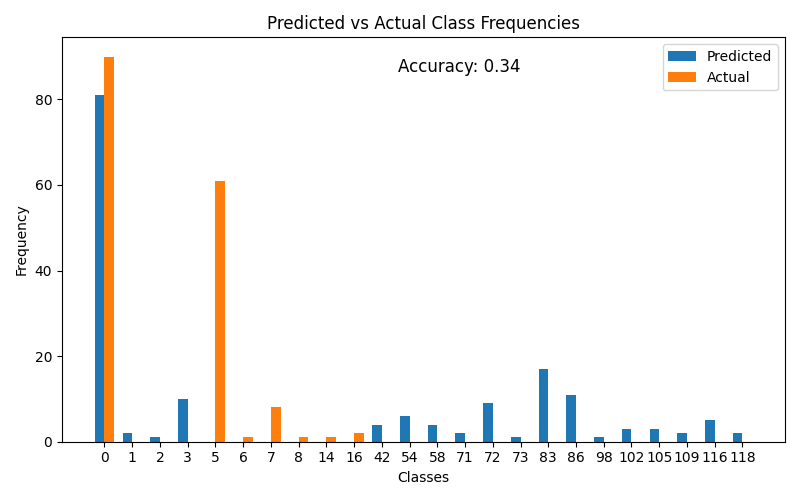 Predicted vs Actual Class Frequencies
Accuracy: 0.34
Predicted
Actual
Frequency
80
60
40
20
0
0 1 2 3 5 6 7 8 14 16 42 54 58 71 72 73 83 86 98 102 105 109 116 118
Classes